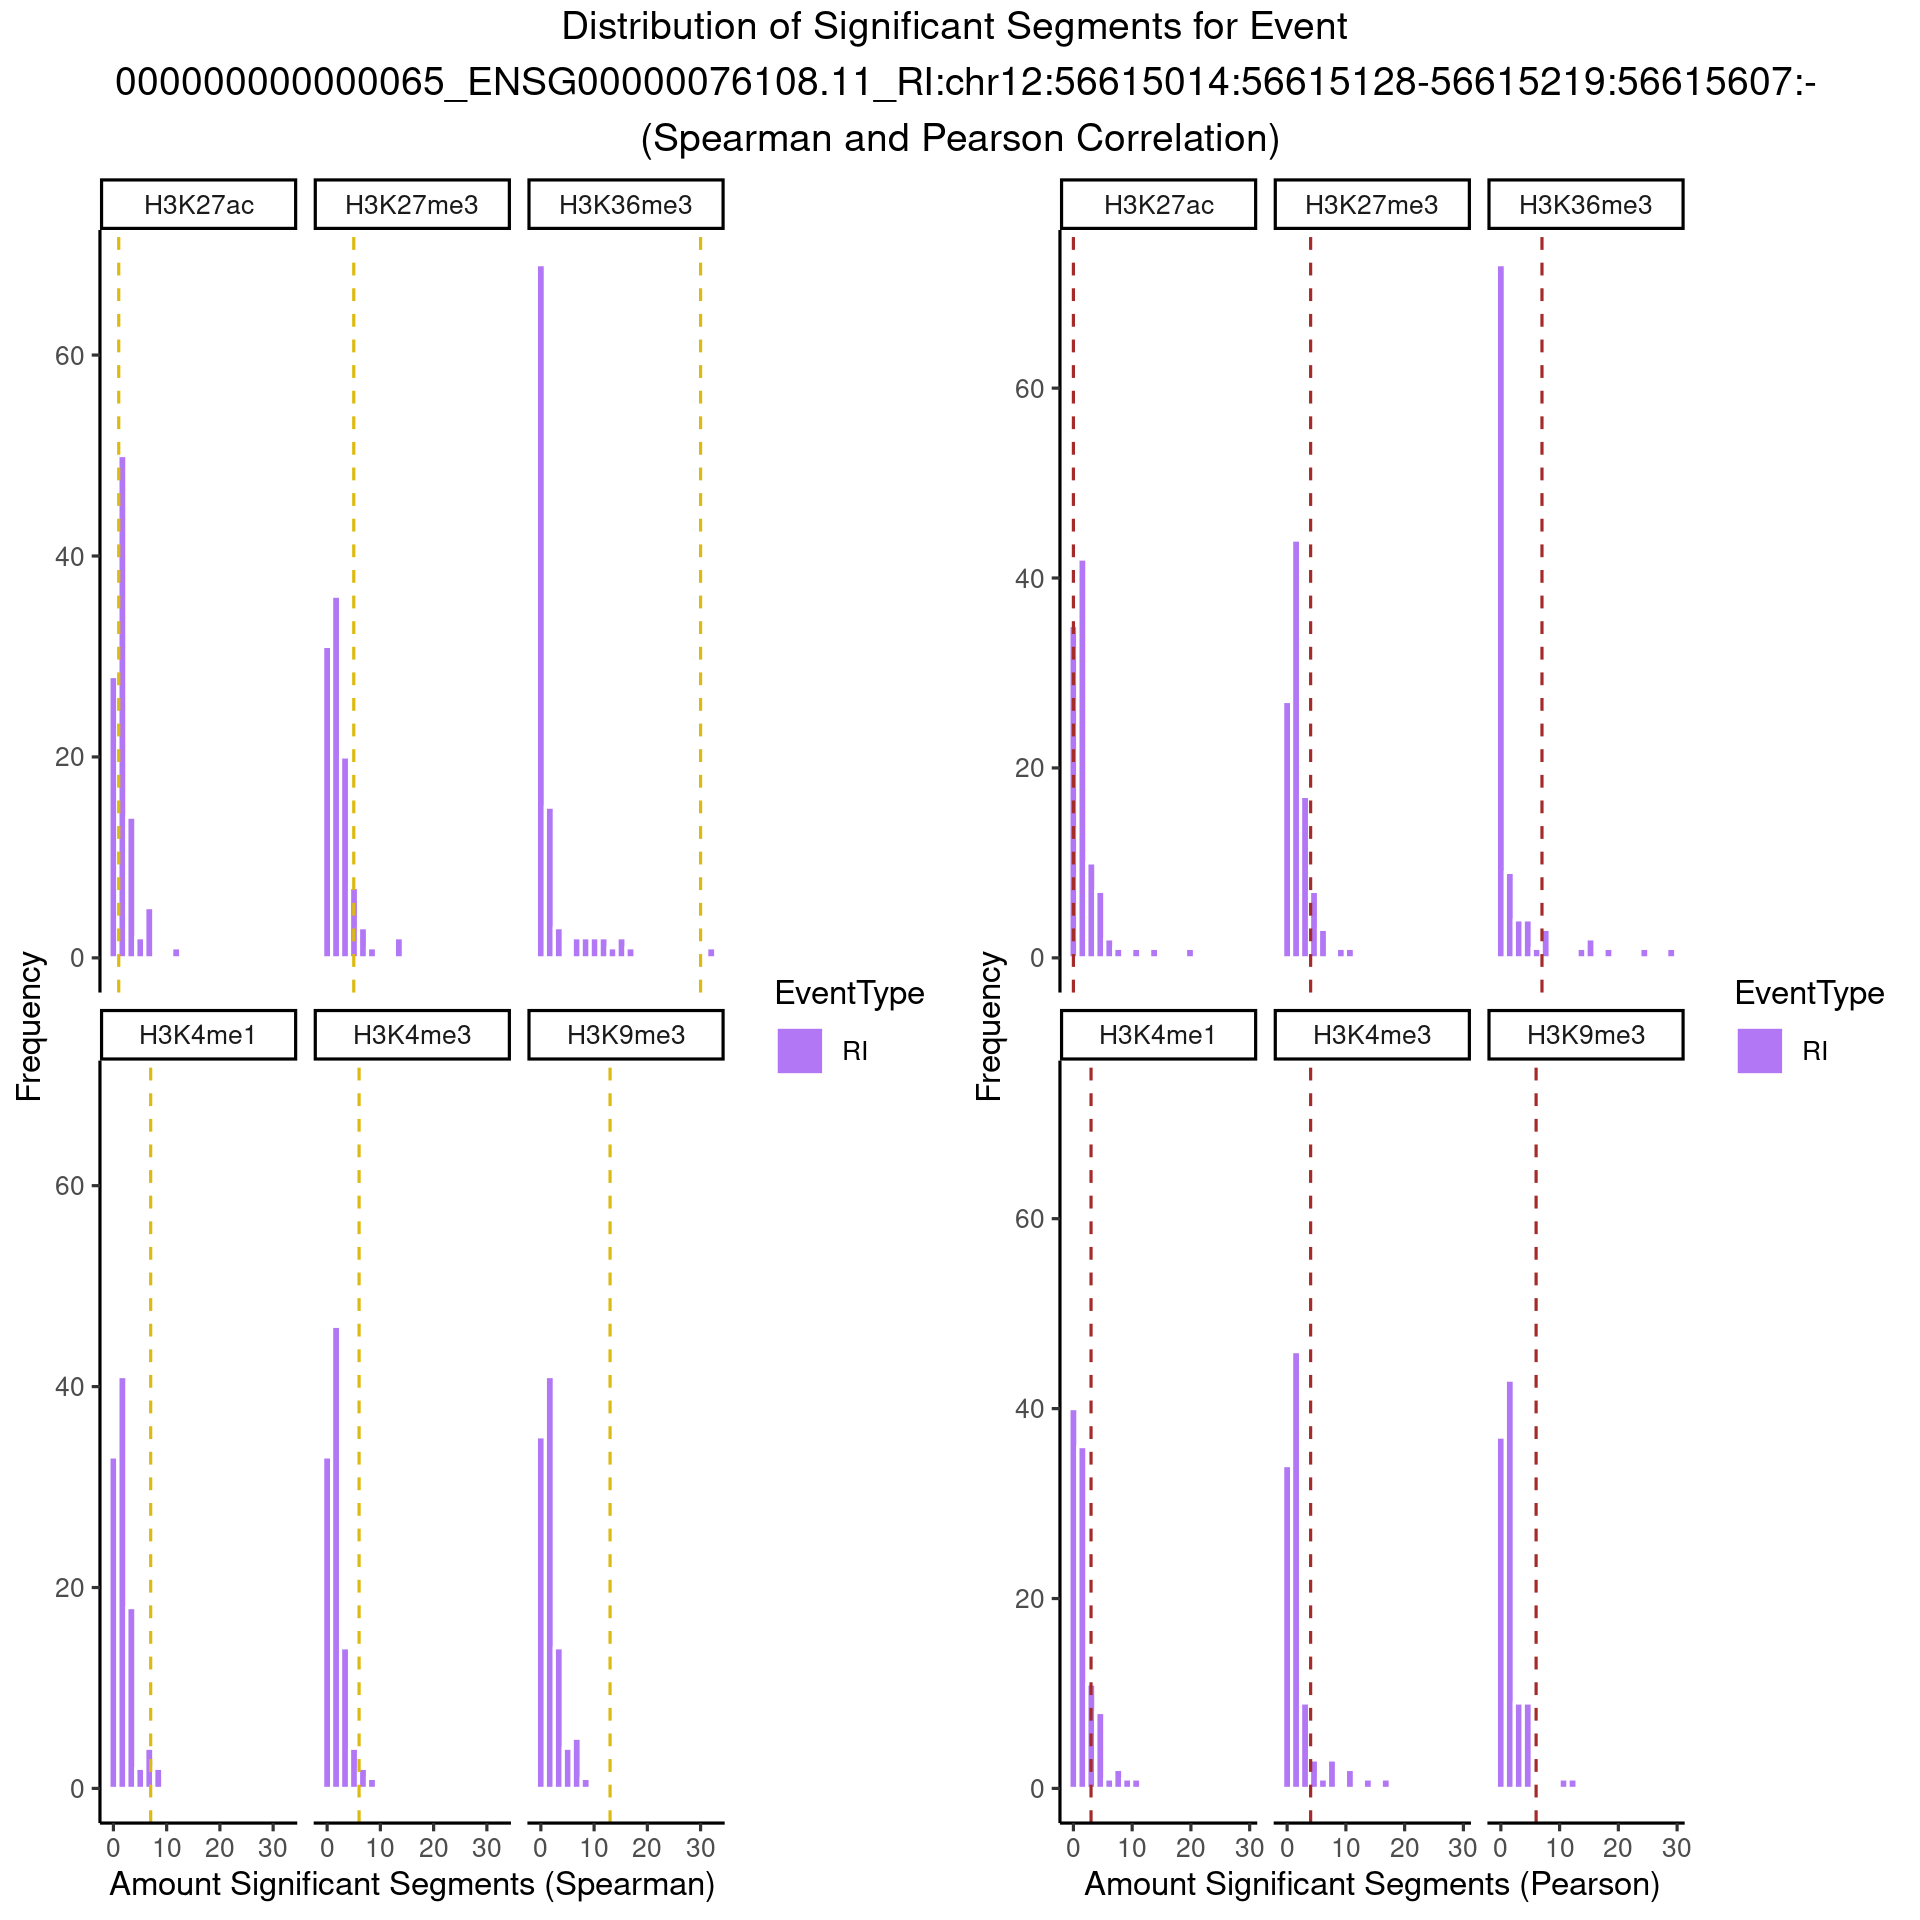 Distribution of Significant Segments for Event
000000000000065_ENSG00000076108.11_RI:chr12:56615014:56615128-56615219:56615607:-
(Spearman and Pearson Correlation)
H3K27ac
H3K27me3
H3K36me3
60
40
20
0
H3K4me1
H3K4me3
H3K9me3
60
40
20
0
0 10 20 30
0 10 20 30
0 10 20 30
Frequency
Amount Significant Segments (Spearman)
EventType
RI
H3K27ac
H3K27me3
H3K36me3
60
40
20
0
H3K4me1
H3K4me3
H3K9me3
60
40
20
0
0 10 20 30
0 10 20 30
0 10 20 30
Frequency
Amount Significant Segments (Pearson)
EventType
RI